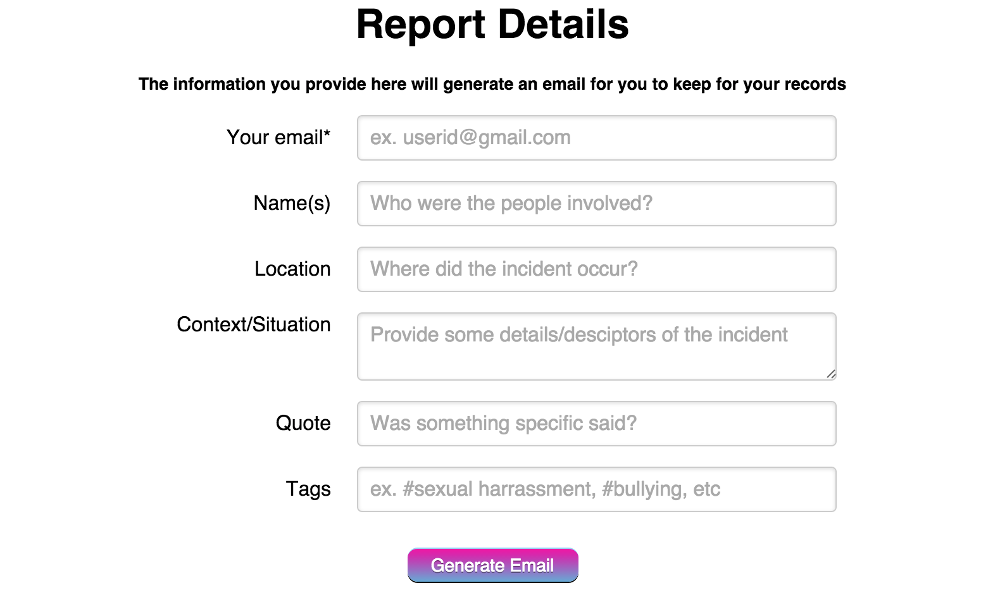 Report Details
The information you provide here will generate an email for you to keep for your records
Your email* ex. userid@gmail.com
Name(s) Who were the people involved?
Location Where did the incident occur?
Context/Situation Provide some details/desciptors of the incident
Quote Was something specific said?
Tags ex. #sexual harrassment, #bullying, etc
Generate Email